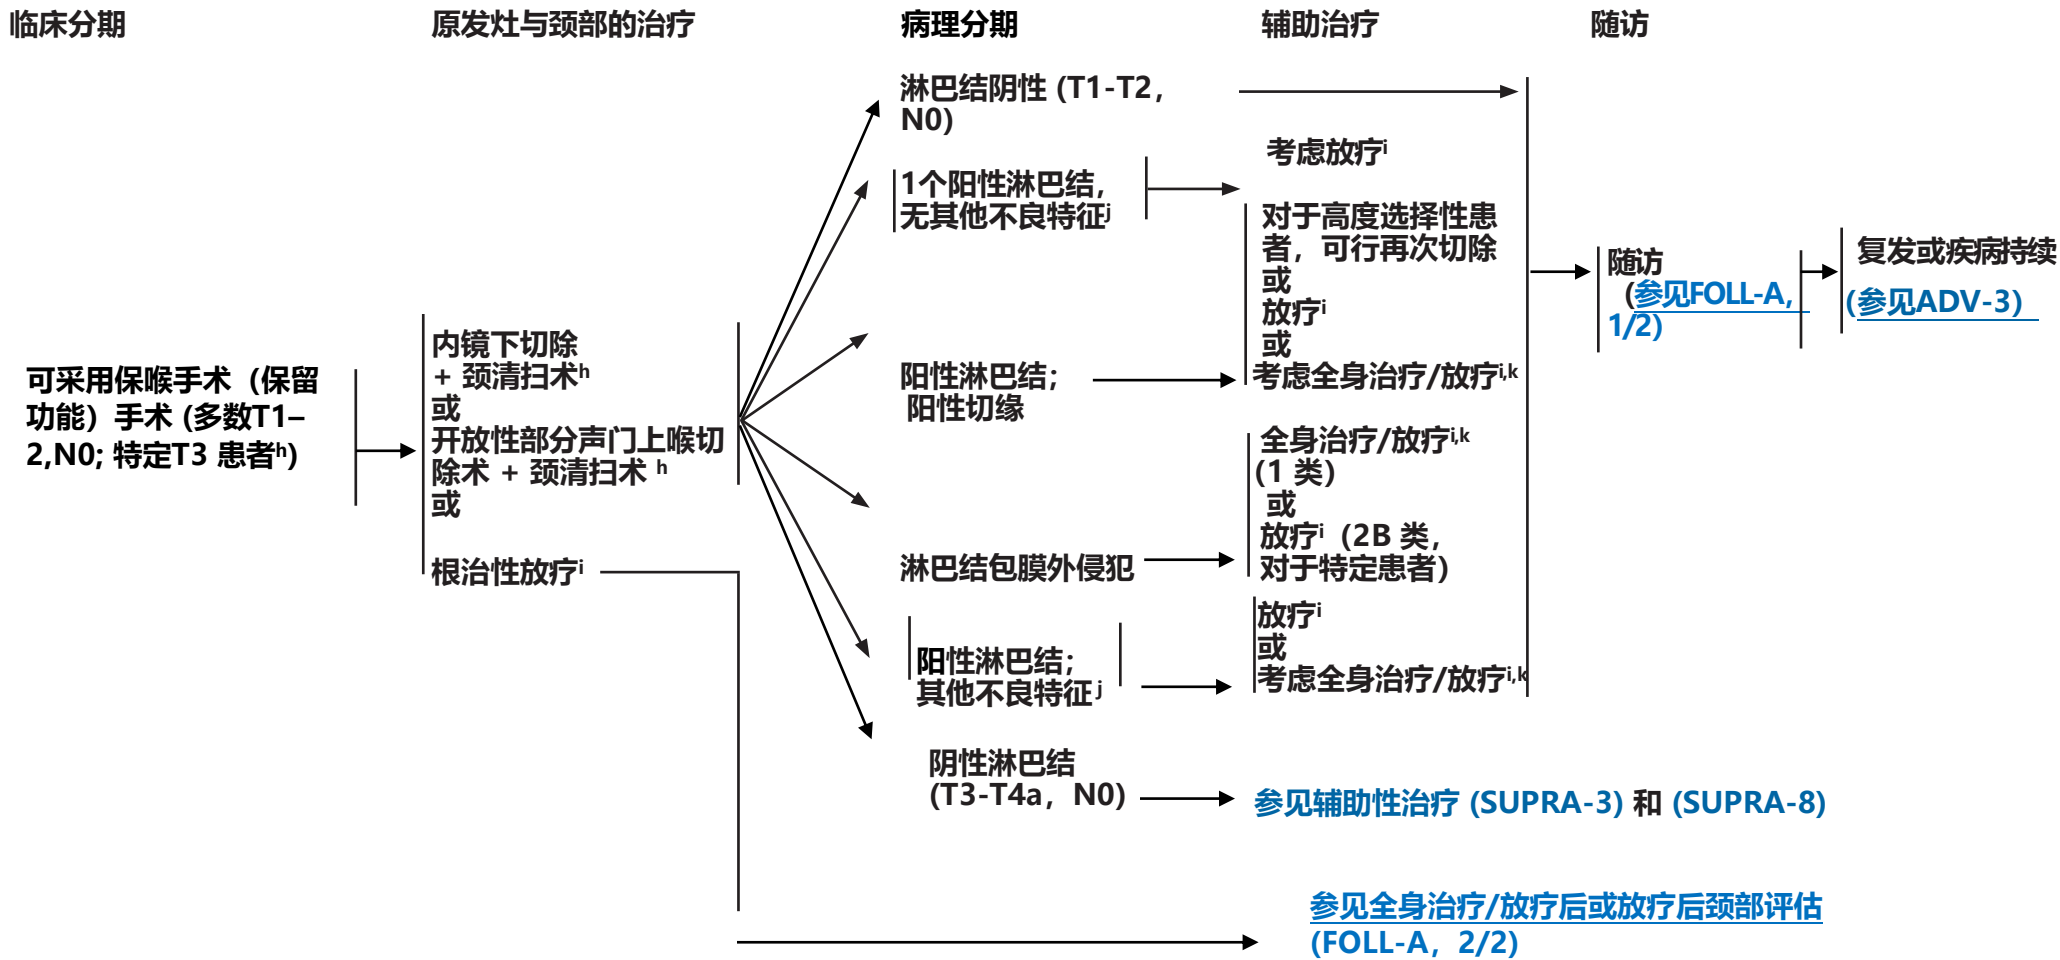 临床分期
原发灶与颈部的治疗
病理分期
辅助治疗
随访
可采用保喉手术（保留
功能）手术 (多数T1–
2,N0; 特定T3 患者h)
内镜下切除
+ 颈清扫术h
或
开放性部分声门上喉切
除术 + 颈清扫术 h
或
根治性放疗i
淋巴结阴性 (T1-T2，
N0)
1个阳性淋巴结，
无其他不良特征j
阳性淋巴结；
阳性切缘
淋巴结包膜外侵犯
阳性淋巴结；
其他不良特征 j
阴性淋巴结
(T3-T4a，N0)
考虑放疗i
对于高度选择性患
者，可行再次切除
或
放疗i
或
考虑全身治疗/放疗i,k
全身治疗/放疗i,k
(1 类)
或
放疗i（2B 类，
对于特定患者）
放疗i
或
考虑全身治疗/放疗i,k
参见辅助性治疗 (SUPRA-3) 和 (SUPRA-8)
参见全身治疗/放疗后或放疗后颈部评估
(FOLL-A，2/2)
随访
(参见FOLL-A,
1/2)
复发或疾病持续
(参见ADV-3)